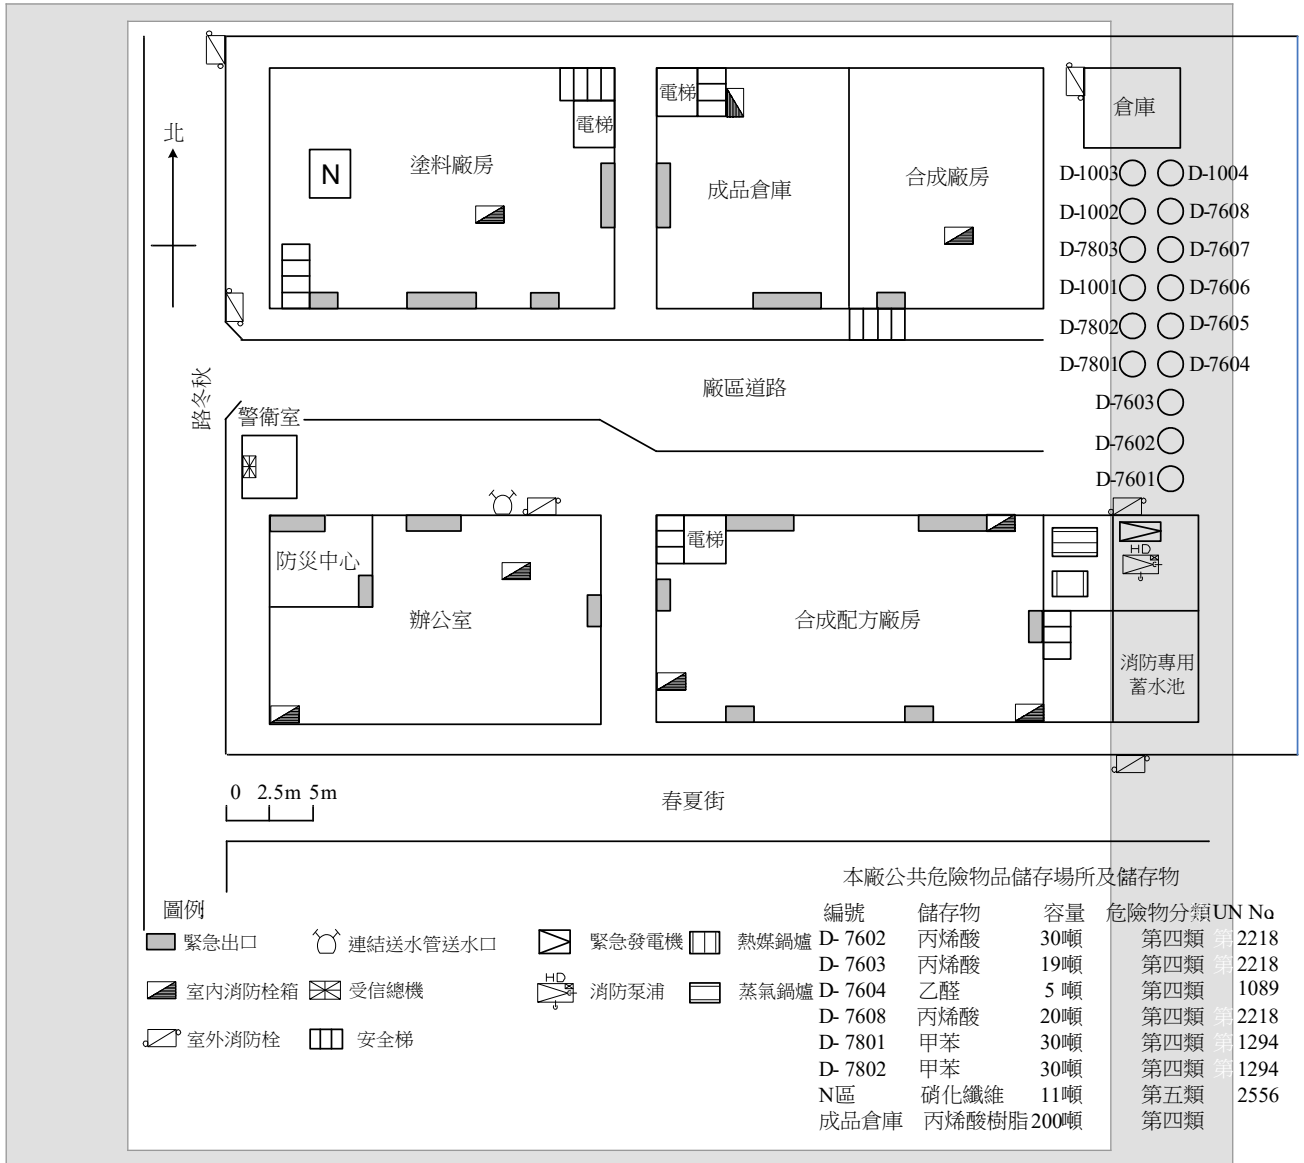 北
N
塗料廠房
電梯
電梯
成品倉庫
合成廠房
倉庫
D-1003
D-1004
D-1002
D-7608
D-7803
D-7607
D-1001
D-7606
D-7802
D-7605
D-7801
D-7604
D-7603
D-7602
D-7601
路冬秋
廠區道路
警衛室
防災中心
辦公室
電梯
合成配方廠房
HD
消防專用
蓄水池
0 2.5m 5m
春夏街
圖例
緊急出口
連結送水管送水口
緊急發電機
熱媒鍋爐
室內消防栓箱
受信總機
HD
消防泵浦
蒸氣鍋爐
室外消防栓
安全梯
本廠公共危險物品儲存場所及儲存物
編號 儲存物 容量 危險物分類 UN No
D-7602 丙烯酸 30噸 第四類 第 2218
D-7603 丙烯酸 19噸 第四類 第 2218
D-7604 乙醛 5 噸 第四類 1089
D-7608 丙烯酸 20噸 第四類 第 2218
D-7801 甲苯 30噸 第四類 第 1294
D-7802 甲苯 30噸 第四類 第 1294
N區 硝化纖維 11噸 第五類 2556
成品倉庫 丙烯酸樹脂 200噸 第四類